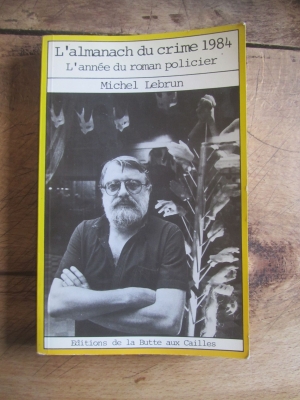 L'almanach du crime 1984
L'année du roman policier
Michel Lebrun
Editions de la Butte aux Cailles